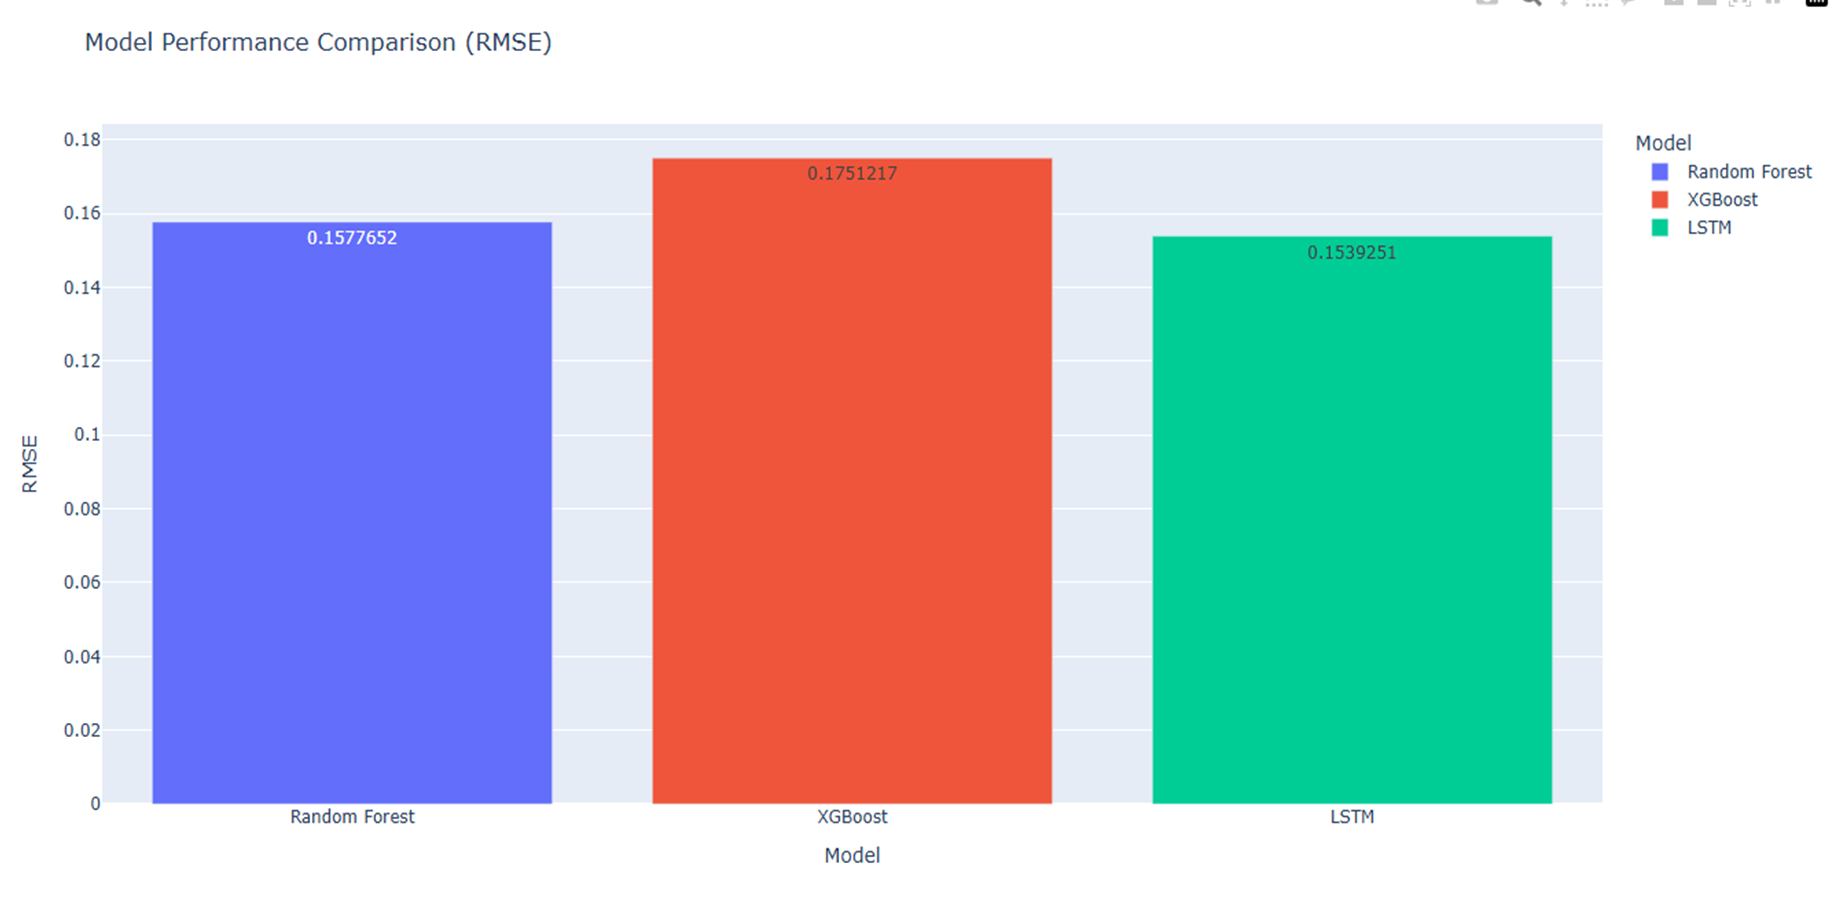 Model Performance Comparison (RMSE)
0.18
0.16
0.14
0.12
0.1
0.08
0.06
0.04
0.02
0
RMSE
0.1577652
0.1751217
0.1539251
Random Forest
XGBoost
LSTM
Model
Model
Random Forest
XGBoost
LSTM